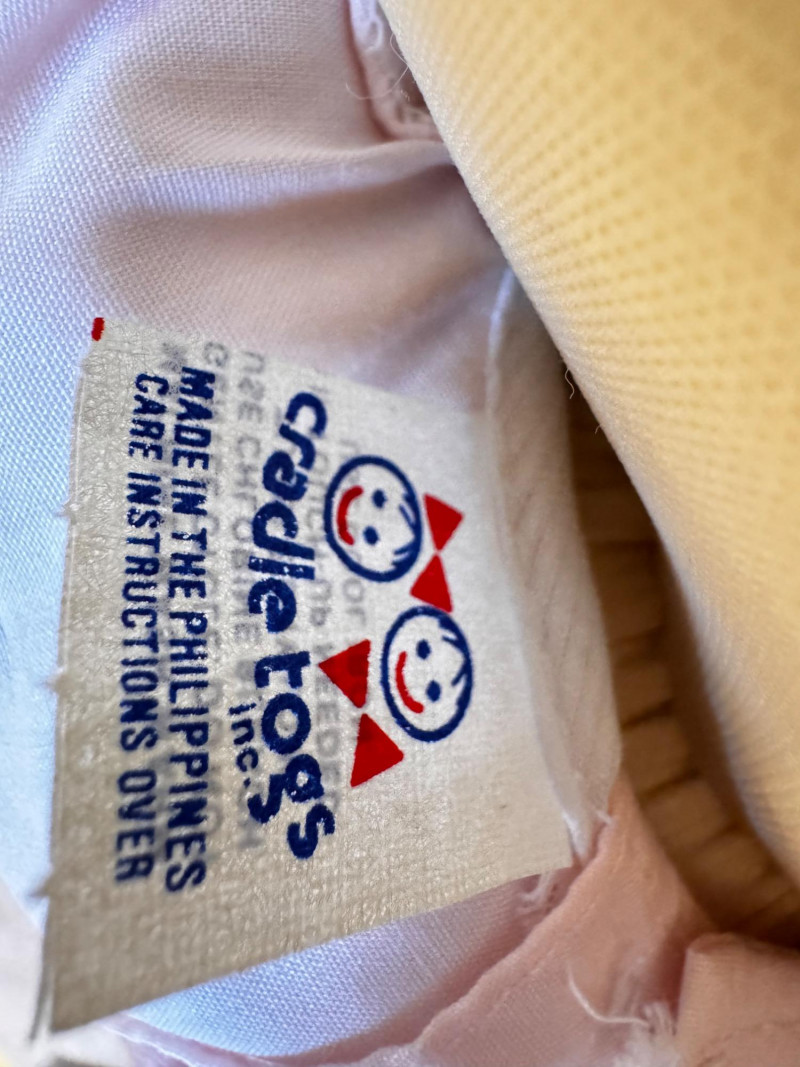 cradle togs
inc.
MADE IN THE PHILIPPINES
CARE INSTRUCTIONS OVER